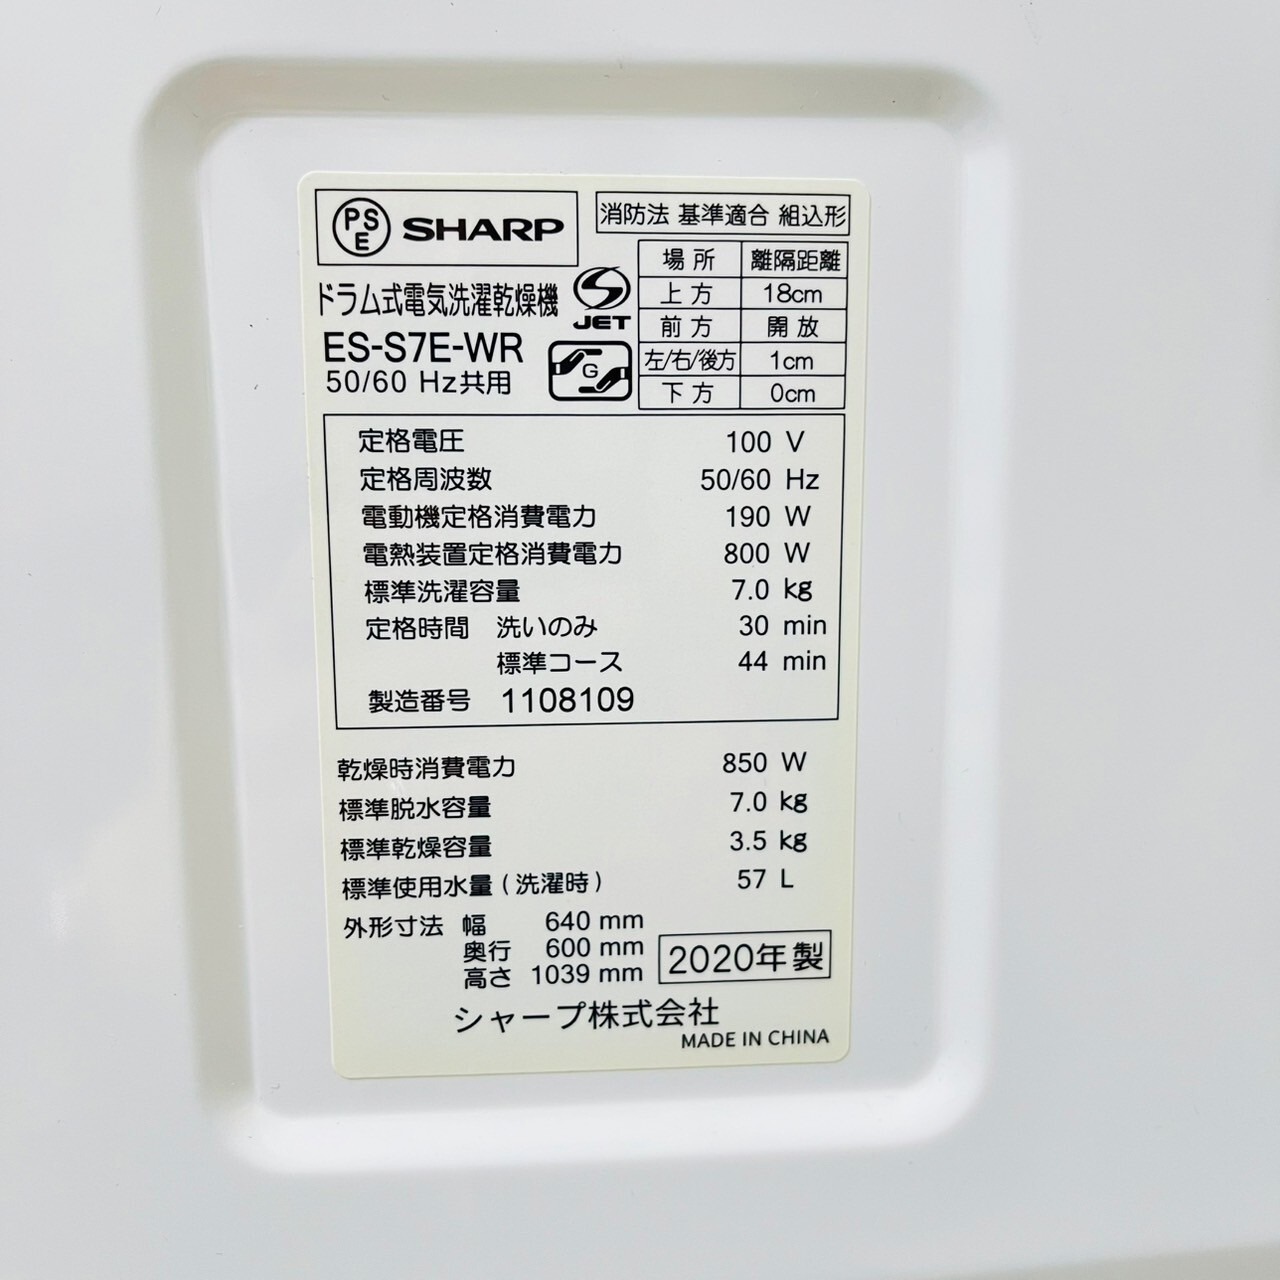 PSE SHARP
消防法 基準適合 組込形
場所 離隔距離
上方 18cm
前方 開放
左/右/後方 1cm
下方 0cm
ドラム式電気洗濯乾燥機
S JET
ES-S7E-WR
G
50/60 Hz共用
定格電圧 100 V
定格周波数 50/60 Hz
電動機定格消費電力 190 W
電熱装置定格消費電力 800 W
標準洗濯容量 7.0 kg
定格時間 洗いのみ 30 min
標準コース 44 min
製造番号 1108109
乾燥時消費電力 850 W
標準脱水容量 7.0 kg
標準乾燥容量 3.5 kg
標準使用水量(洗濯時) 57 L
外形寸法 幅 640 mm
奥行 600 mm
高さ 1039 mm
2020年製
シャープ株式会社
MADE IN CHINA